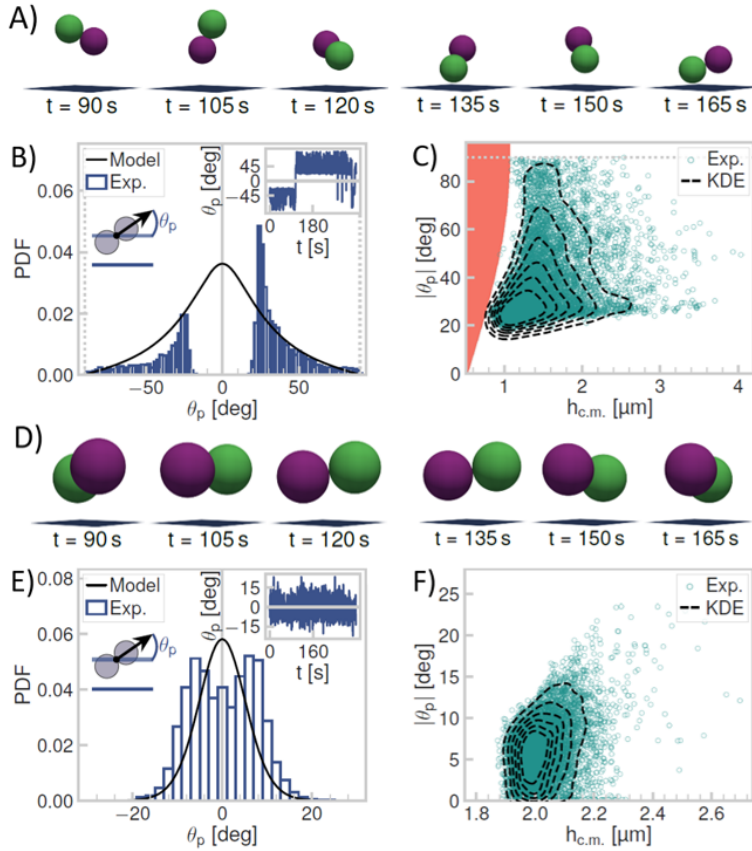 A)
t = 90 s t = 105 s t = 120 s t = 135 s t = 150 s t = 165 s
B)
Model
Exp.
θp
PDF
0.06
0.04
0.02
0.00
−50 0 50
θp [deg]
θp [deg]
45
−45
0 180
t [s]
C)
Exp.
KDE
|θp| [deg]
80
60
40
20
0
1 2 3 4
hc.m. [μm]
D)
t = 90 s t = 105 s t = 120 s t = 135 s t = 150 s t = 165 s
E)
Model
Exp.
θp
PDF
0.08
0.06
0.04
0.02
0.00
−20 0 20
θp [deg]
θp [deg]
15
0
−15
0 160
t [s]
F)
Exp.
KDE
|θp| [deg]
25
20
15
10
5
0
1.8 2.0 2.2 2.4 2.6
hc.m. [μm]